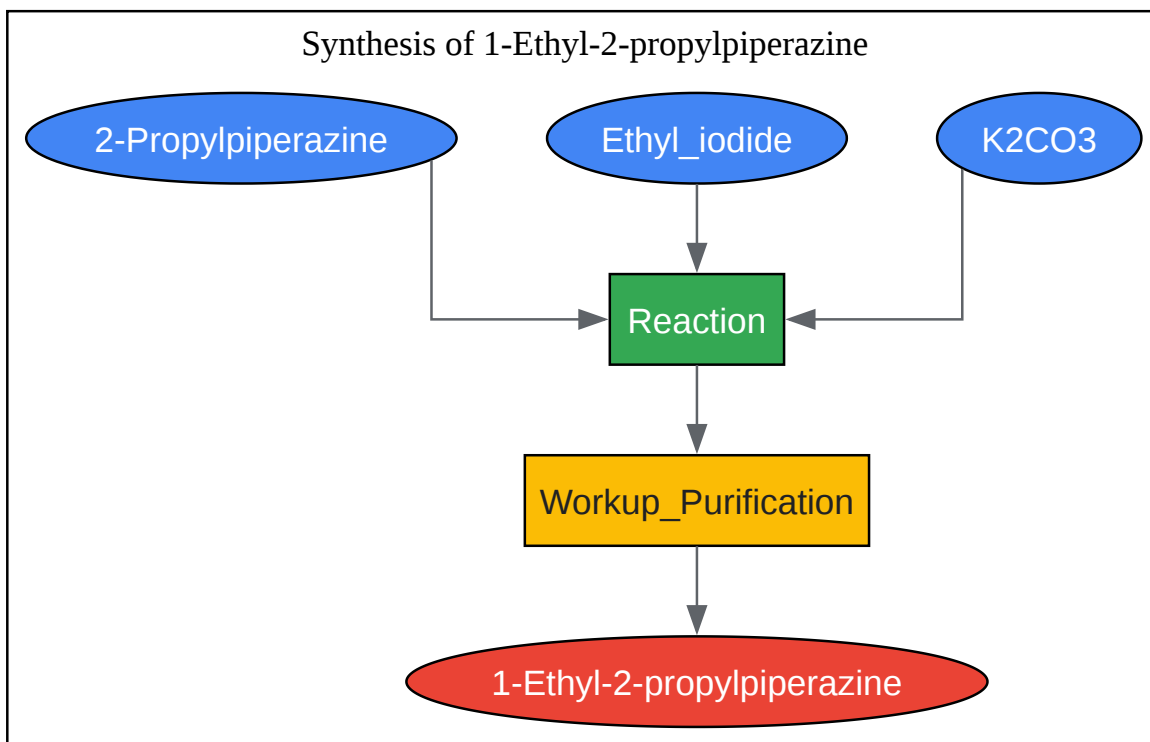 Synthesis of 1-Ethyl-2-propylpiperazine
2-Propylpiperazine
Ethyl_iodide
K2CO3
Reaction
Workup_Purification
1-Ethyl-2-propylpiperazine